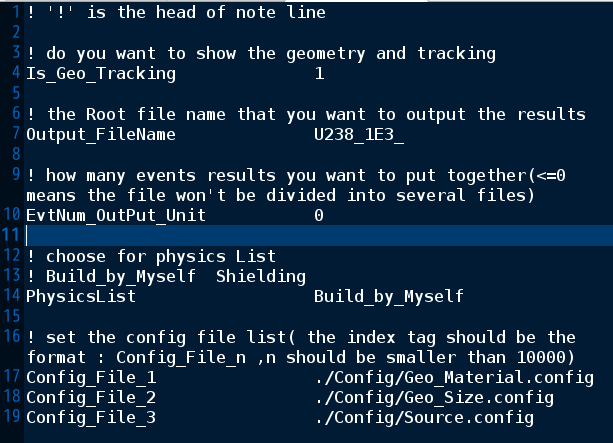 1 ! '!' is the head of note line
2
3 ! do you want to show the geometry and tracking
4 Is_Geo_Tracking 1
5
6 ! the Root file name that you want to output the results
7 Output_FileName U238_1E3_
8
9 ! how many events results you want to put together(<=0
means the file won't be divided into several files)
10 EvtNum_OutPut_Unit 0
11
12 ! choose for physics List
13 ! Build_by_Myself Shielding
14 PhysicsList Build_by_Myself
15
16 ! set the config file list( the index tag should be the
format : Config_File_n ,n should be smaller than 10000)
17 Config_File_1 ./Config/Geo_Material.config
18 Config_File_2 ./Config/Geo_Size.config
19 Config_File_3 ./Config/Source.config